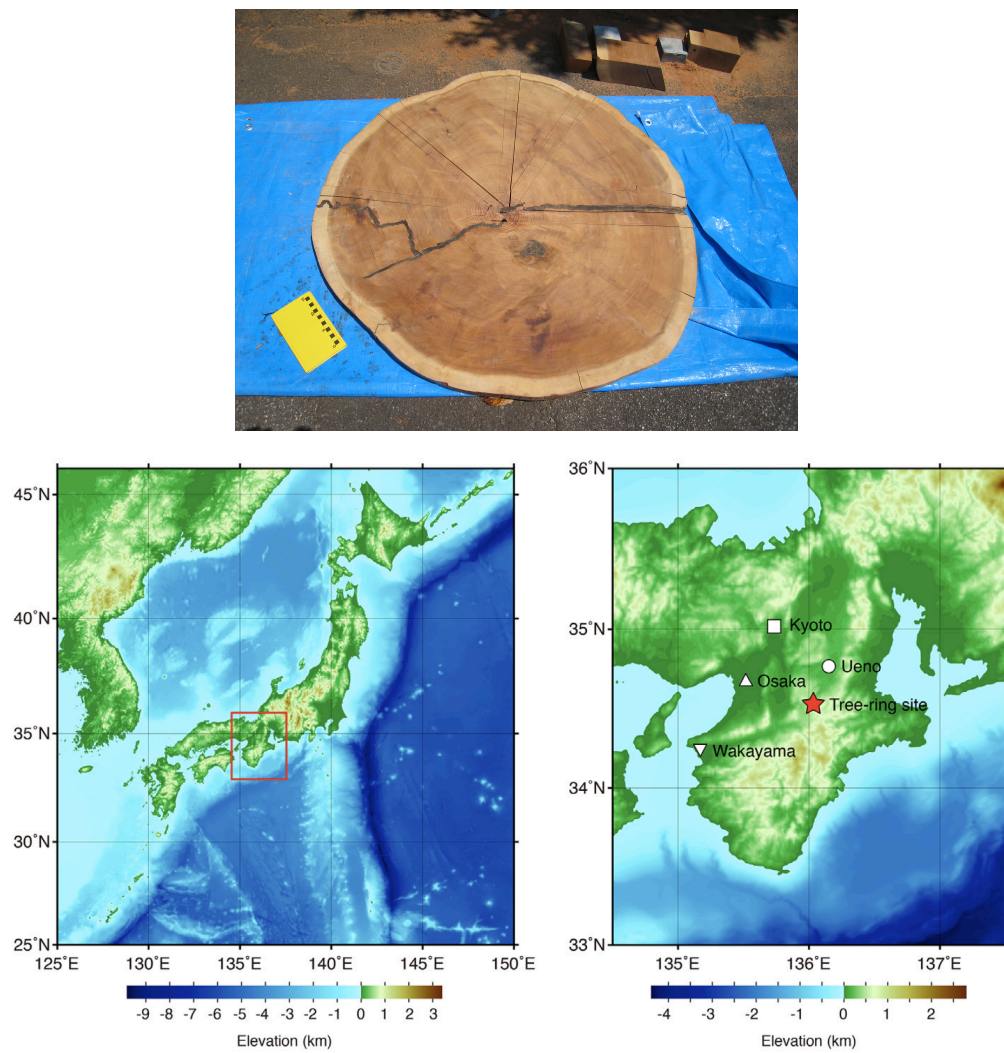 45˚N
40˚N
35˚N
30˚N
25˚N
125˚E
130˚E
135˚E
140˚E
145˚E
150˚E
-9 -8 -7 -6 -5 -4 -3 -2 -1 0 1 2 3
Elevation (km)
36˚N
35˚N
34˚N
33˚N
Kyoto
Ueno
Osaka
Tree-ring site
Wakayama
135˚E
136˚E
137˚E
-4 -3 -2 -1 0 1 2
Elevation (km)